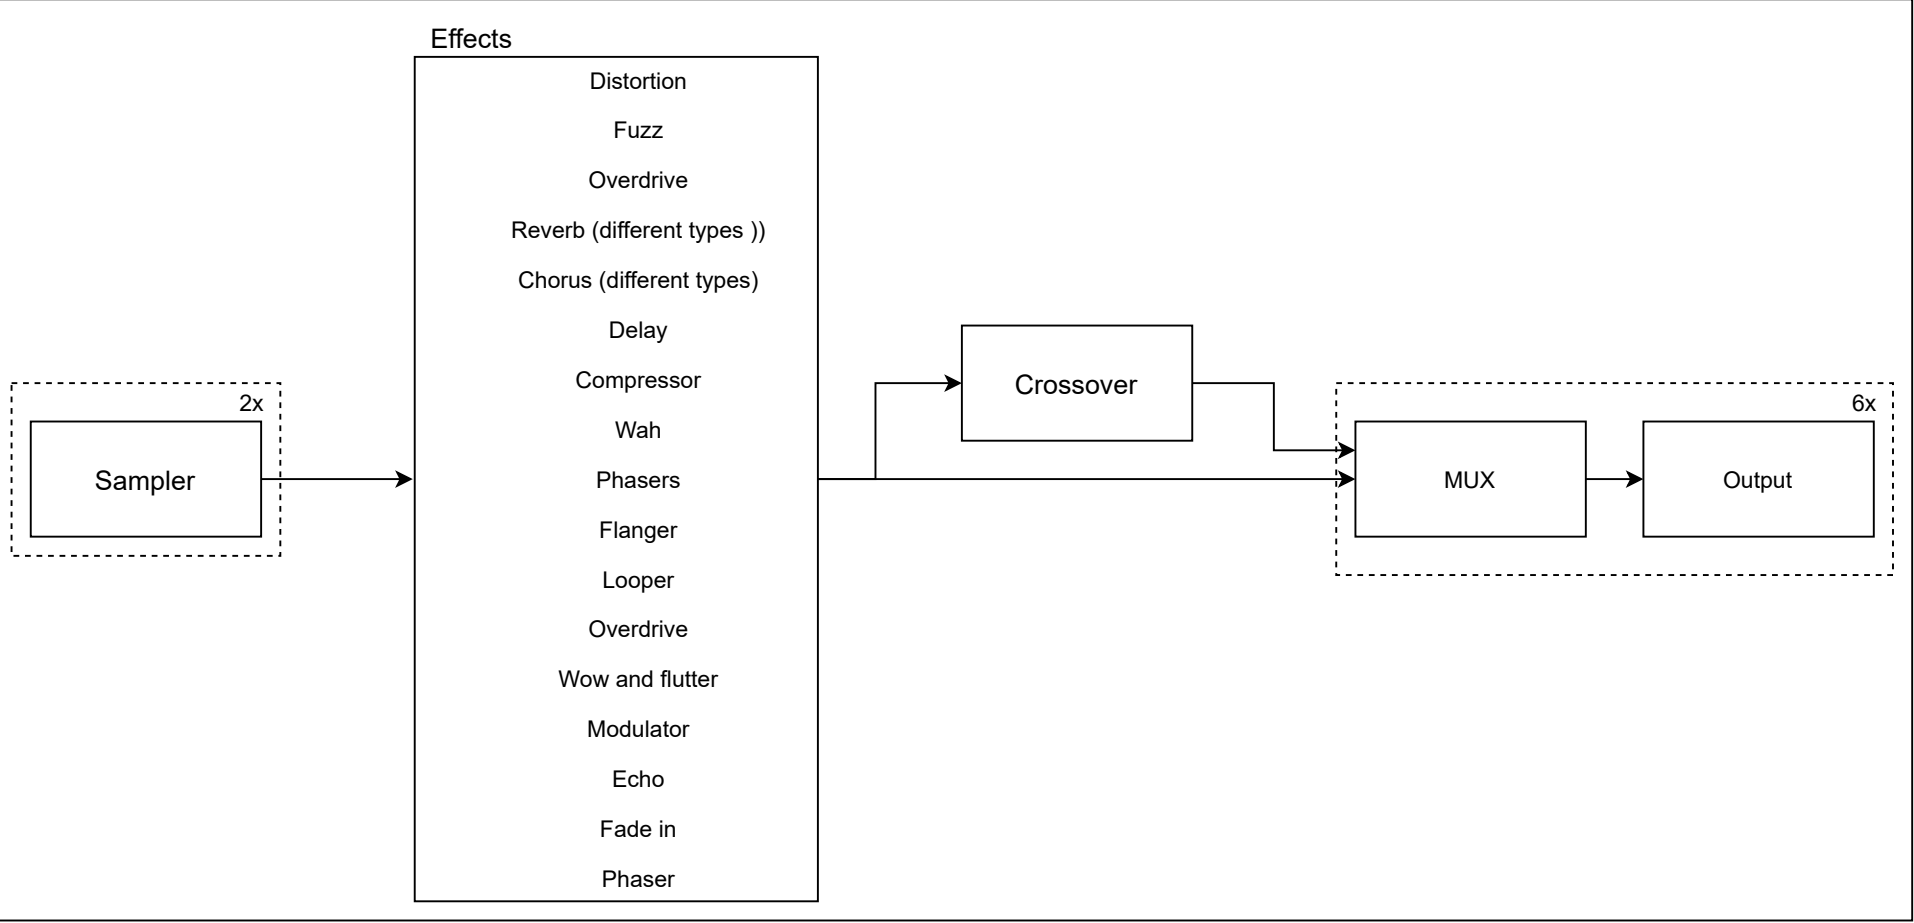 Effects
Distortion
Fuzz
Overdrive
Reverb (different types ))
Chorus (different types)
Delay
Compressor
Wah
Phasers
Flanger
Looper
Overdrive
Wow and flutter
Modulator
Echo
Fade in
Phaser
2x
Sampler
Crossover
6x
MUX
Output